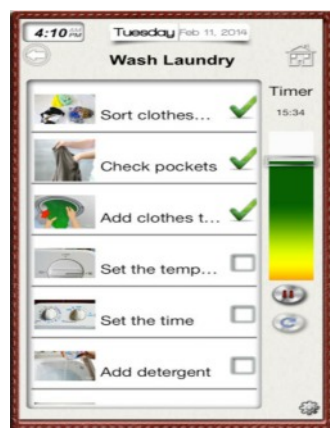 4:10 PM
Tuesday Feb 11, 2014
Wash Laundry
Timer
15:34
Sort clothes...
Check pockets
Add clothes t...
Set the temp...
Set the time
Add detergent